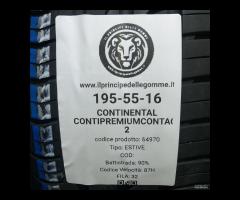 IL PRINCIPE DELLE GOMME
www.ilprincipedellegomme.it
195-55-16
CONTINENTAL
CONTIPREMIUMCONTAC
2
codice prodotto: 64970
Tipo: ESTIVE
COD:
Battistrada: 90%
Codice Velocità: 87H
FILA: 32